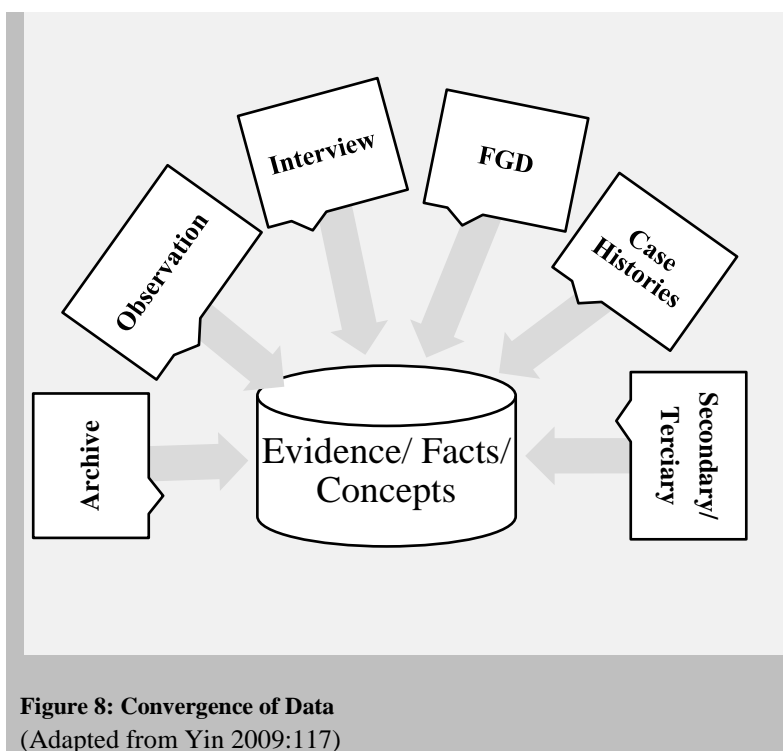 Interview
FGD
Observation
Case
Histories
Archive
Evidence/ Facts/
Concepts
Secondary/
Terciary
Figure 8: Convergence of Data
(Adapted from Yin 2009:117)